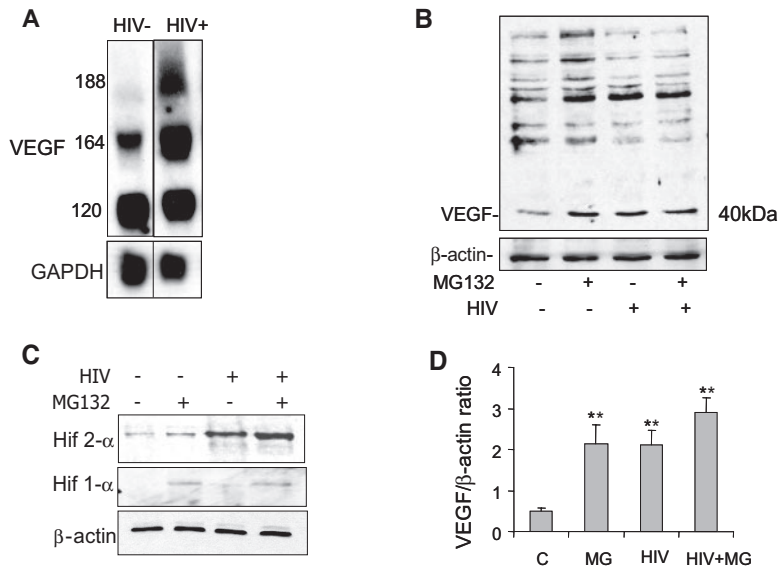 A
HIV- HIV+
188
VEGF 164
120
GAPDH
B
VEGF- 40kDa
β-actin-
MG132 - + - +
HIV - - + +
C
HIV - - + +
MG132 - + - +
Hif 2-α
Hif 1-α
β-actin
D
VEGF/β-actin ratio
4
3
2
1
0
** ** **
C MG HIV HIV+MG